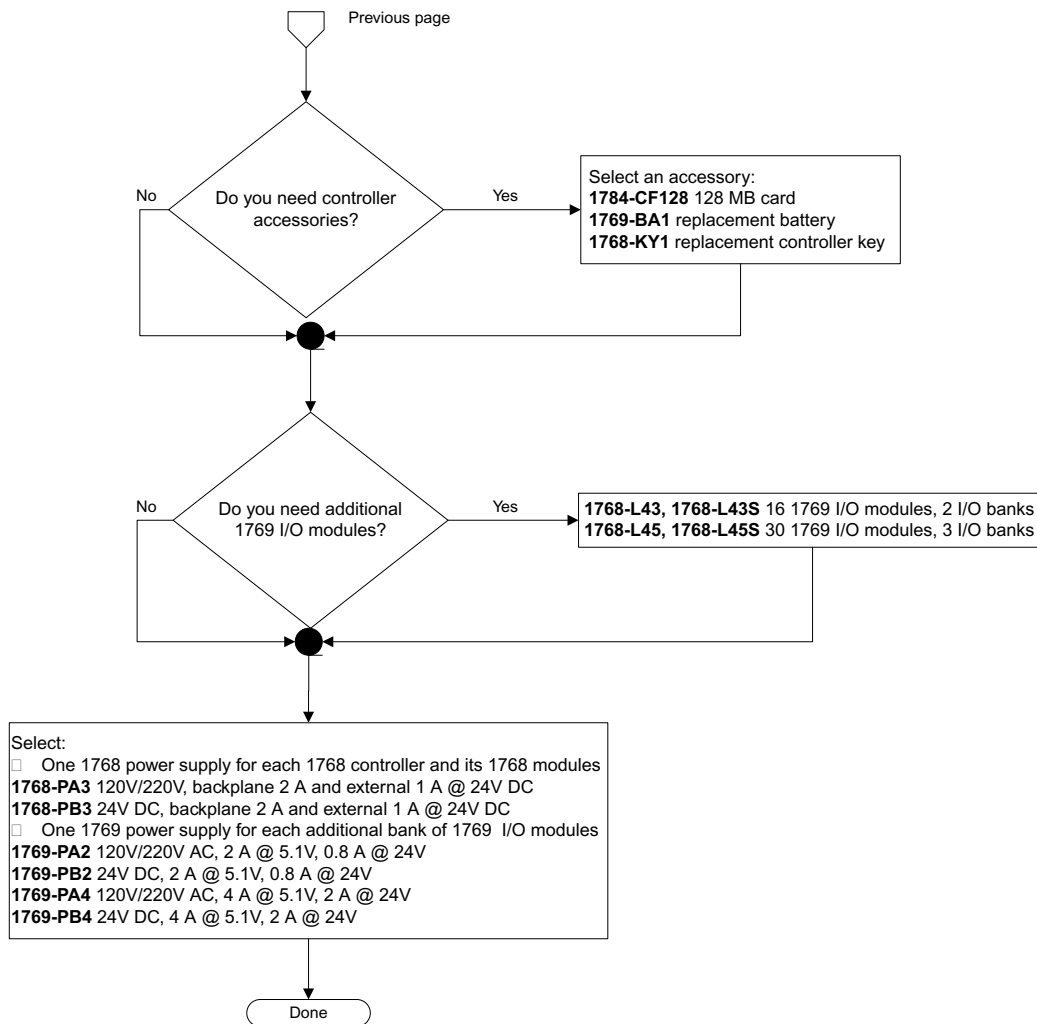 Previous page
Do you need controller
accessories?
No
Yes
Select an accessory:
1784-CF128 128 MB card
1769-BA1 replacement battery
1768-KY1 replacement controller key
Do you need additional
1769 I/O modules?
No
Yes
1768-L43, 1768-L43S 16 1769 I/O modules, 2 I/O banks
1768-L45, 1768-L45S 30 1769 I/O modules, 3 I/O banks
Select:
□ One 1768 power supply for each 1768 controller and its 1768 modules
1768-PA3 120V/220V, backplane 2 A and external 1 A @ 24V DC
1768-PB3 24V DC, backplane 2 A and external 1 A @ 24V DC
□ One 1769 power supply for each additional bank of 1769 I/O modules
1769-PA2 120V/220V AC, 2 A @ 5.1V, 0.8 A @ 24V
1769-PB2 24V DC, 2 A @ 5.1V, 0.8 A @ 24V
1769-PA4 120V/220V AC, 4 A @ 5.1V, 2 A @ 24V
1769-PB4 24V DC, 4 A @ 5.1V, 2 A @ 24V
Done